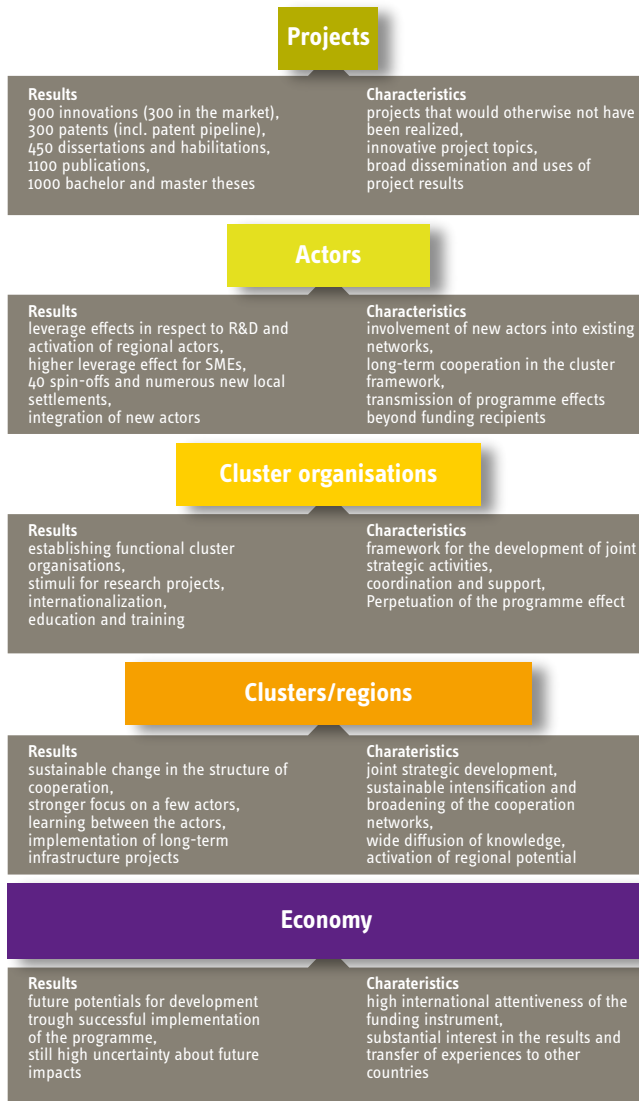 Projects
Results
900 innovations (300 in the market),
300 patents (incl. patent pipeline),
450 dissertations and habilitations,
1100 publications,
1000 bachelor and master theses
Characteristics
projects that would otherwise not have
been realized,
innovative project topics,
broad dissemination and uses of
project results
Actors
Results
leverage effects in respect to R&D and
activation of regional actors,
higher leverage effect for SMEs,
40 spin-offs and numerous new local
settlements,
integration of new actors
Characteristics
involvement of new actors into existing
networks,
long-term cooperation in the cluster
framework,
transmission of programme effects
beyond funding recipients
Cluster organisations
Results
establishing functional cluster
organisations,
stimuli for research projects,
internationalization,
education and training
Characteristics
framework for the development of joint
strategic activities,
coordination and support,
Perpetuation of the programme effect
Clusters/regions
Results
sustainable change in the structure of
cooperation,
stronger focus on a few actors,
learning between the actors,
implementation of long-term
infrastructure projects
Charateristics
joint strategic development,
sustainable intensification and
broadening of the cooperation
networks,
wide diffusion of knowledge,
activation of regional potential
Economy
Results
future potentials for development
trough successful implementation
of the programme,
still high uncertainty about future
impacts
Charateristics
high international attentiveness of the
funding instrument,
substantial interest in the results and
transfer of experiences to other
countries